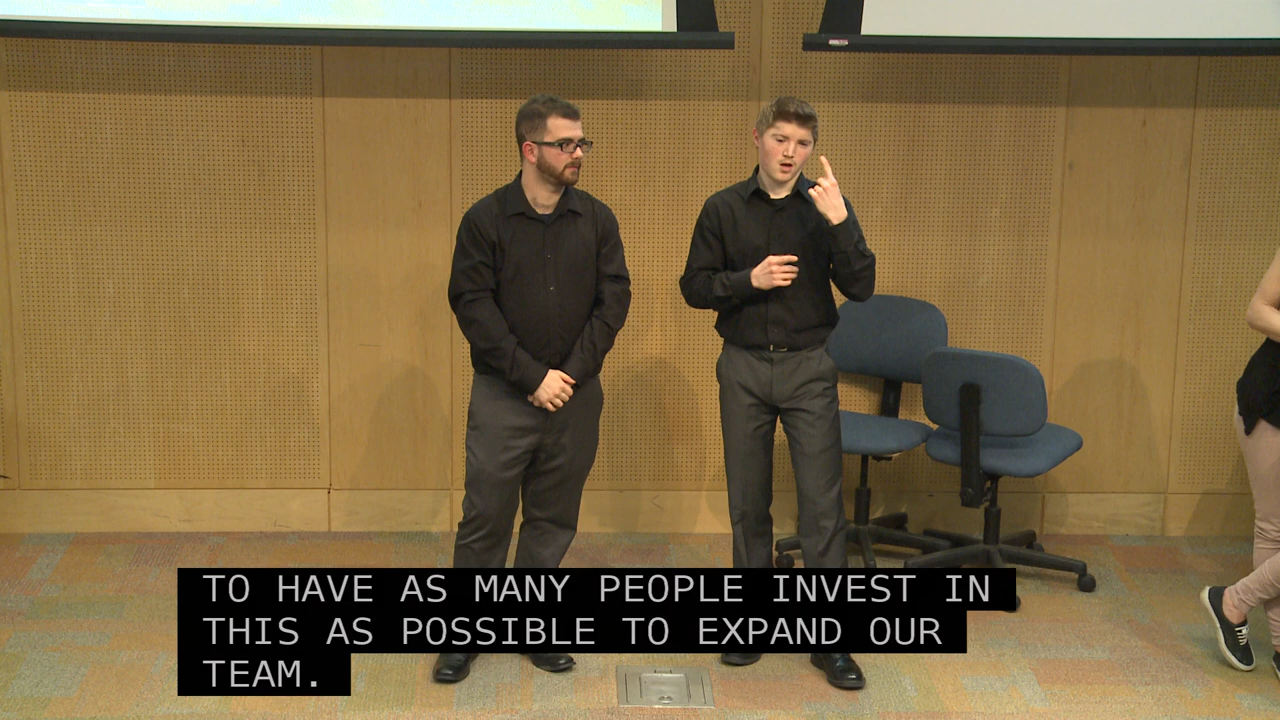 TO HAVE AS MANY PEOPLE INVEST IN
THIS AS POSSIBLE TO EXPAND OUR
TEAM.